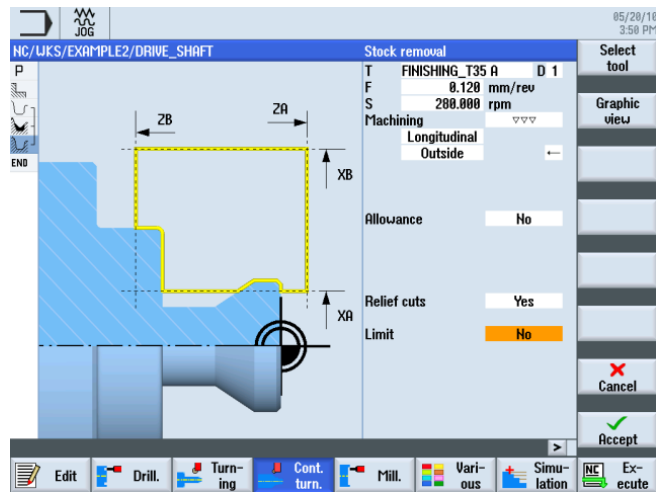 JOG
05/20/10
3:50 PM
NC/WKS/EXAMPLE2/DRIVE_SHAFT
Stock removal
Select
tool
P
END
T FINISHING_T35 A D 1
F 0.120 mm/rev
S 280.000 rpm
Machining ▽▽▽
Longitudinal
Outside ←
Graphic
view
ZB
ZA
XB
XA
Allowance No
Relief cuts Yes
Limit No
Cancel
Accept
>
Edit
Drill.
Turn-
ing
Cont.
turn.
Mill.
Vari-
ous
Simu-
lation
NC
Ex-
ecute